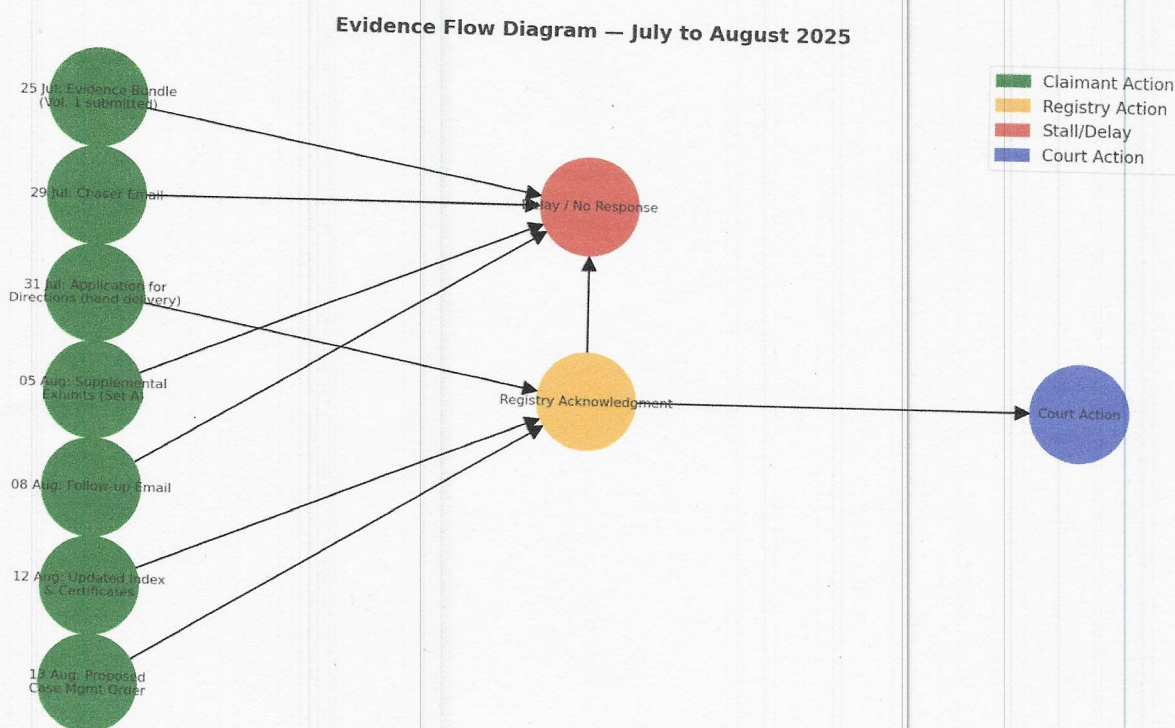 Evidence Flow Diagram — July to August 2025
Claimant Action
Registry Action
Stall/Delay
Court Action
25 Jul: Evidence Bundle
(Vol. 1 submitted)
29 Jul: Chaser Email
31 Jul: Application for
Directions (hand delivery)
05 Aug: Supplemental
Exhibits (Set A)
08 Aug: Follow-up Email
12 Aug: Updated Index
& Certificates
13 Aug: Proposed
Case Mgmt Order
Delay / No Response
Registry Acknowledgment
Court Action